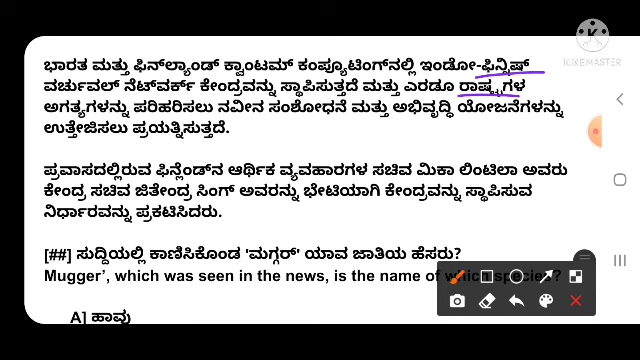 KINEMASTER
ಭಾರತ ಮತ್ತು ಫಿನ್‌ಲ್ಯಾಂಡ್ ಕ್ವಾಂಟಮ್ ಕಂಪ್ಯೂಟಿಂಗ್‌ನಲ್ಲಿ ಇಂಡೋ-ಫಿನ್ನಿಷ್
ವರ್ಚುವಲ್ ನೆಟ್‌ವರ್ಕ್ ಕೇಂದ್ರವನ್ನು ಸ್ಥಾಪಿಸುತ್ತದೆ ಮತ್ತು ಎರಡೂ ರಾಷ್ಟ್ರಗಳ
ಅಗತ್ಯಗಳನ್ನು ಪರಿಹರಿಸಲು ನವೀನ ಸಂಶೋಧನೆ ಮತ್ತು ಅಭಿವೃದ್ಧಿ ಯೋಜನೆಗಳನ್ನು
ಉತ್ತೇಜಿಸಲು ಪ್ರಯತ್ನಿಸುತ್ತದೆ.
ಪ್ರವಾಸದಲ್ಲಿರುವ ಫಿನ್ಲೆಂಡ್‌ನ ಆರ್ಥಿಕ ವ್ಯವಹಾರಗಳ ಸಚಿವ ಮಿಕಾ ಲಿಂಟಿಲಾ ಅವರು
ಕೇಂದ್ರ ಸಚಿವ ಜಿತೇಂದ್ರ ಸಿಂಗ್ ಅವರನ್ನು ಭೇಟಿಯಾಗಿ ಕೇಂದ್ರವನ್ನು ಸ್ಥಾಪಿಸುವ
ನಿರ್ಧಾರವನ್ನು ಪ್ರಕಟಿಸಿದರು.
[##] ಸುದ್ದಿಯಲ್ಲಿ ಕಾಣಿಸಿಕೊಂಡ 'ಮಗ್ಗರ್' ಯಾವ ಜಾತಿಯ ಹೆಸರು?
Mugger', which was seen in the news, is the name of which species?
A] ಹಾವು